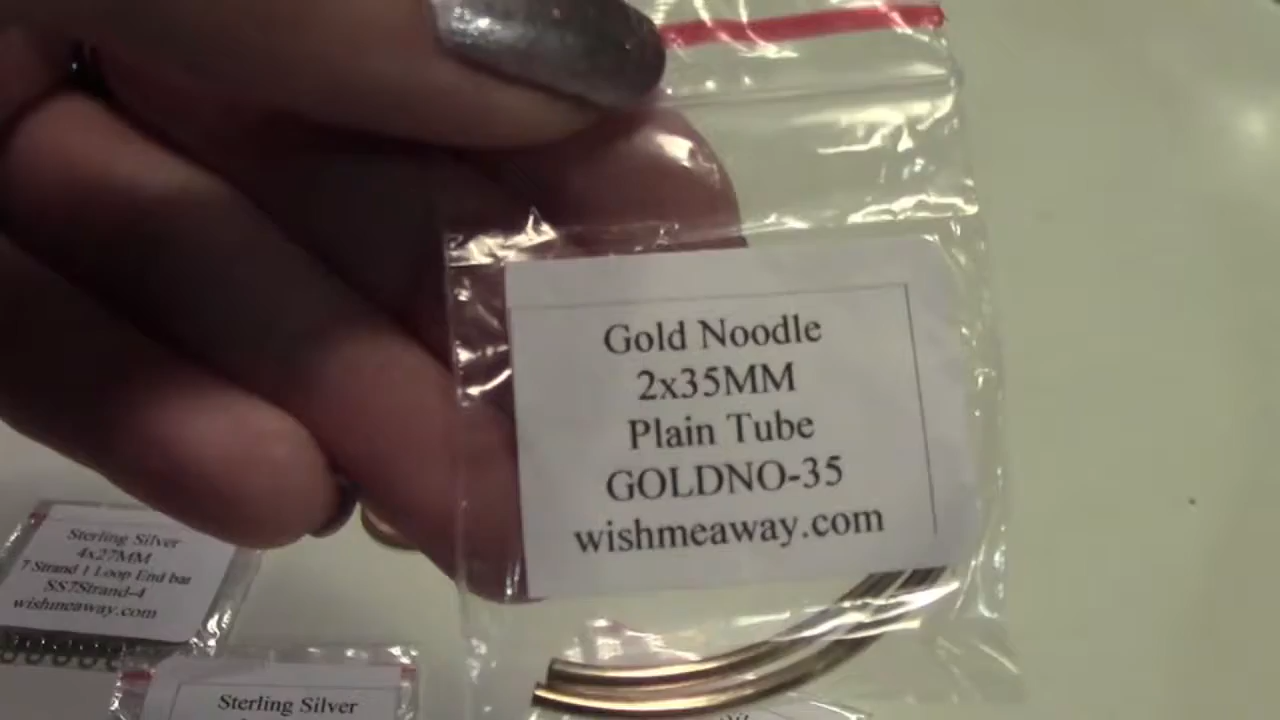 Gold Noodle
2x35MM
Plain Tube
GOLDNO-35
wishmeaway.com
Sterling Silver
4x27MM
7 Strand 1 Loop End bar
SS7Strand-4
wishmeaway.com
Sterling Silver